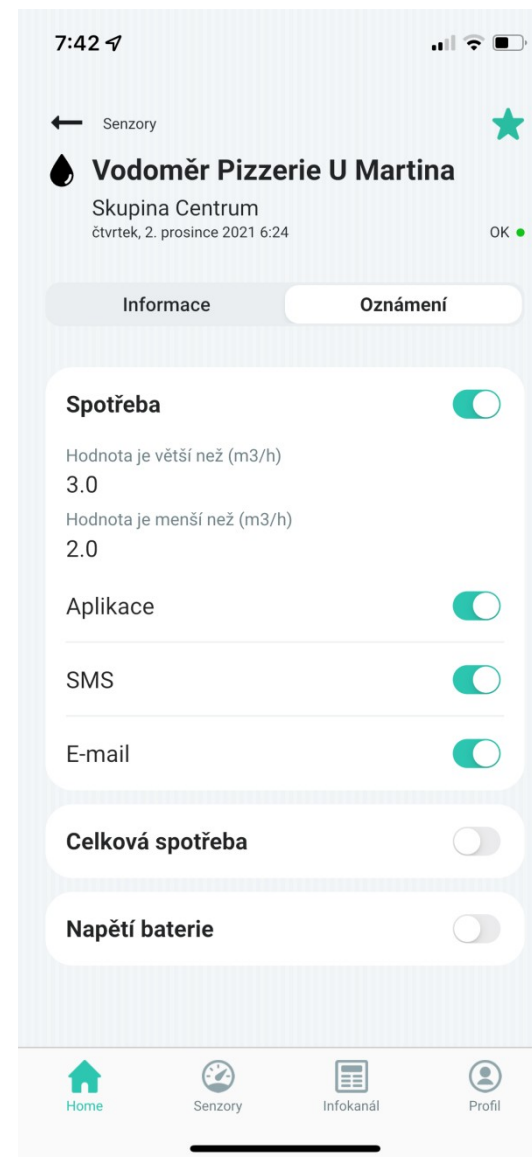 7:42
Senzory
Vodoměr Pizzerie U Martina
Skupina Centrum
čtvrtek, 2. prosince 2021 6:24
OK
Informace
Oznámení
Spotřeba
Hodnota je větší než (m3/h)
3.0
Hodnota je menší než (m3/h)
2.0
Aplikace
SMS
E-mail
Celková spotřeba
Napětí baterie
Home
Senzory
Infokanál
Profil